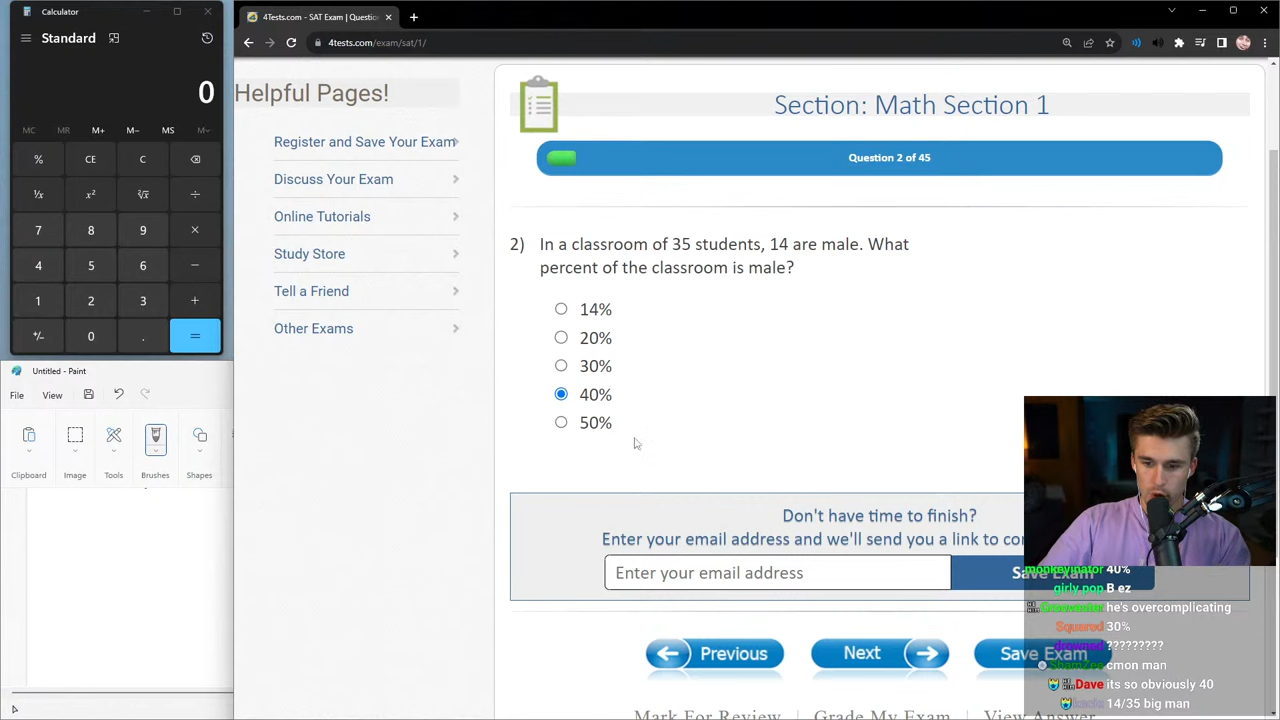 Calculator
4Tests.com - SAT Exam | Question
4tests.com/exam/sat/1/
Standard
0
MC MR M+ M− MS M˅
% CE C
¹/x x² ²√x ÷
7 8 9 ×
4 5 6 −
1 2 3 +
+/− 0 . =
Helpful Pages!
Register and Save Your Exam
Discuss Your Exam
Online Tutorials
Study Store
Tell a Friend
Other Exams
Section: Math Section 1
Question 2 of 45
2) In a classroom of 35 students, 14 are male. What
percent of the classroom is male?
14%
20%
30%
40%
50%
Untitled - Paint
File View
Clipboard Image Tools Brushes Shapes
Don't have time to finish?
Enter your email address and we'll send you a link to co
Enter your email address
Sa
Previous
Next
Save Exam
Mark For Review
Grade My Exam
View Answer
monkeyinator 40%
girly.pop B ez
he's overcomplicating
Squared 30%
?????????
ShamZee cmon man
Dave its so obviously 40
14/35 big man